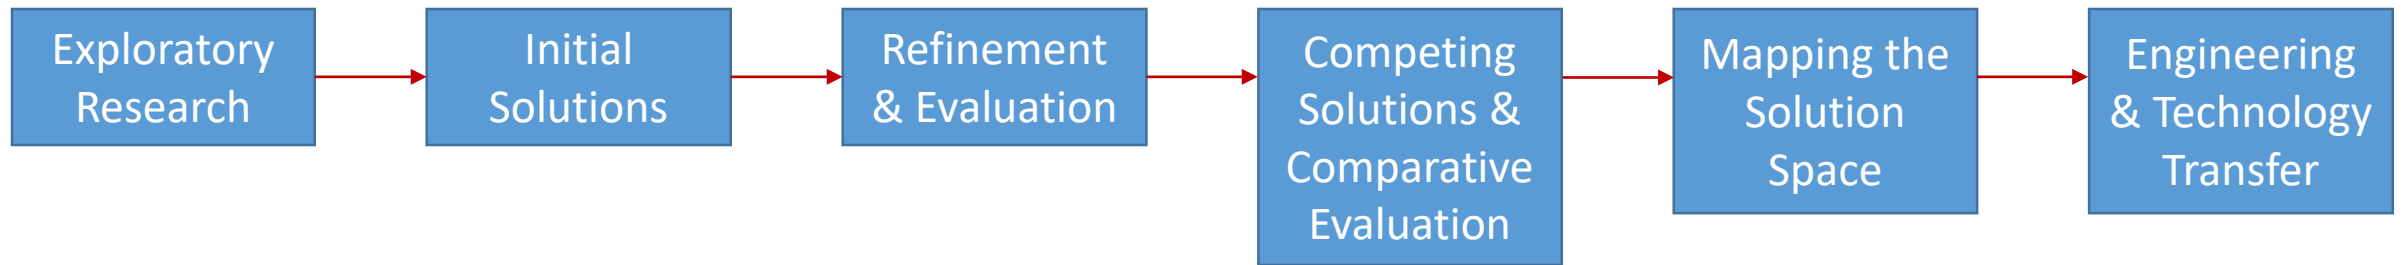 Exploratory
Research
Initial
Solutions
Refinement
& Evaluation
Competing
Solutions &
Comparative
Evaluation
Mapping the
Solution
Space
Engineering
& Technology
Transfer